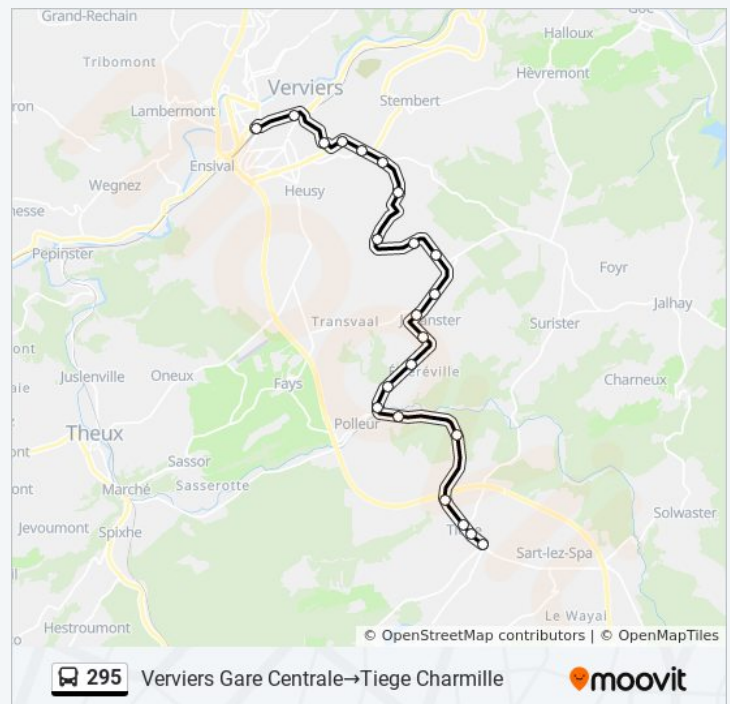 Grand-Rechain
Halloux
Tribomont
Hèvremont
Verviers
Stembert
Lambermont
Ensival
Wegnez
Heusy
Pepinster
Foyr
Jalhay
Transvaal
Surister
Juslenville
Oneux
Fays
Charneux
Polleur
Theux
Sassor
Sasserotte
Marché
Solwaster
Jevoumont
Spixhe
Sart-lez-Spa
Le Wayai
Hestroumont
© OpenStreetMap contributors | © OpenMapTiles
295 Verviers Gare Centrale→Tiege Charmille
moovit